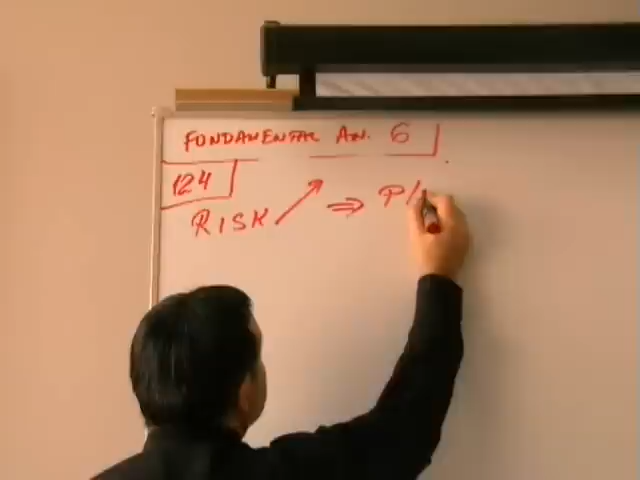 FONDAMENTAL AN. 6
124
RISK ↗ ⇒ P/